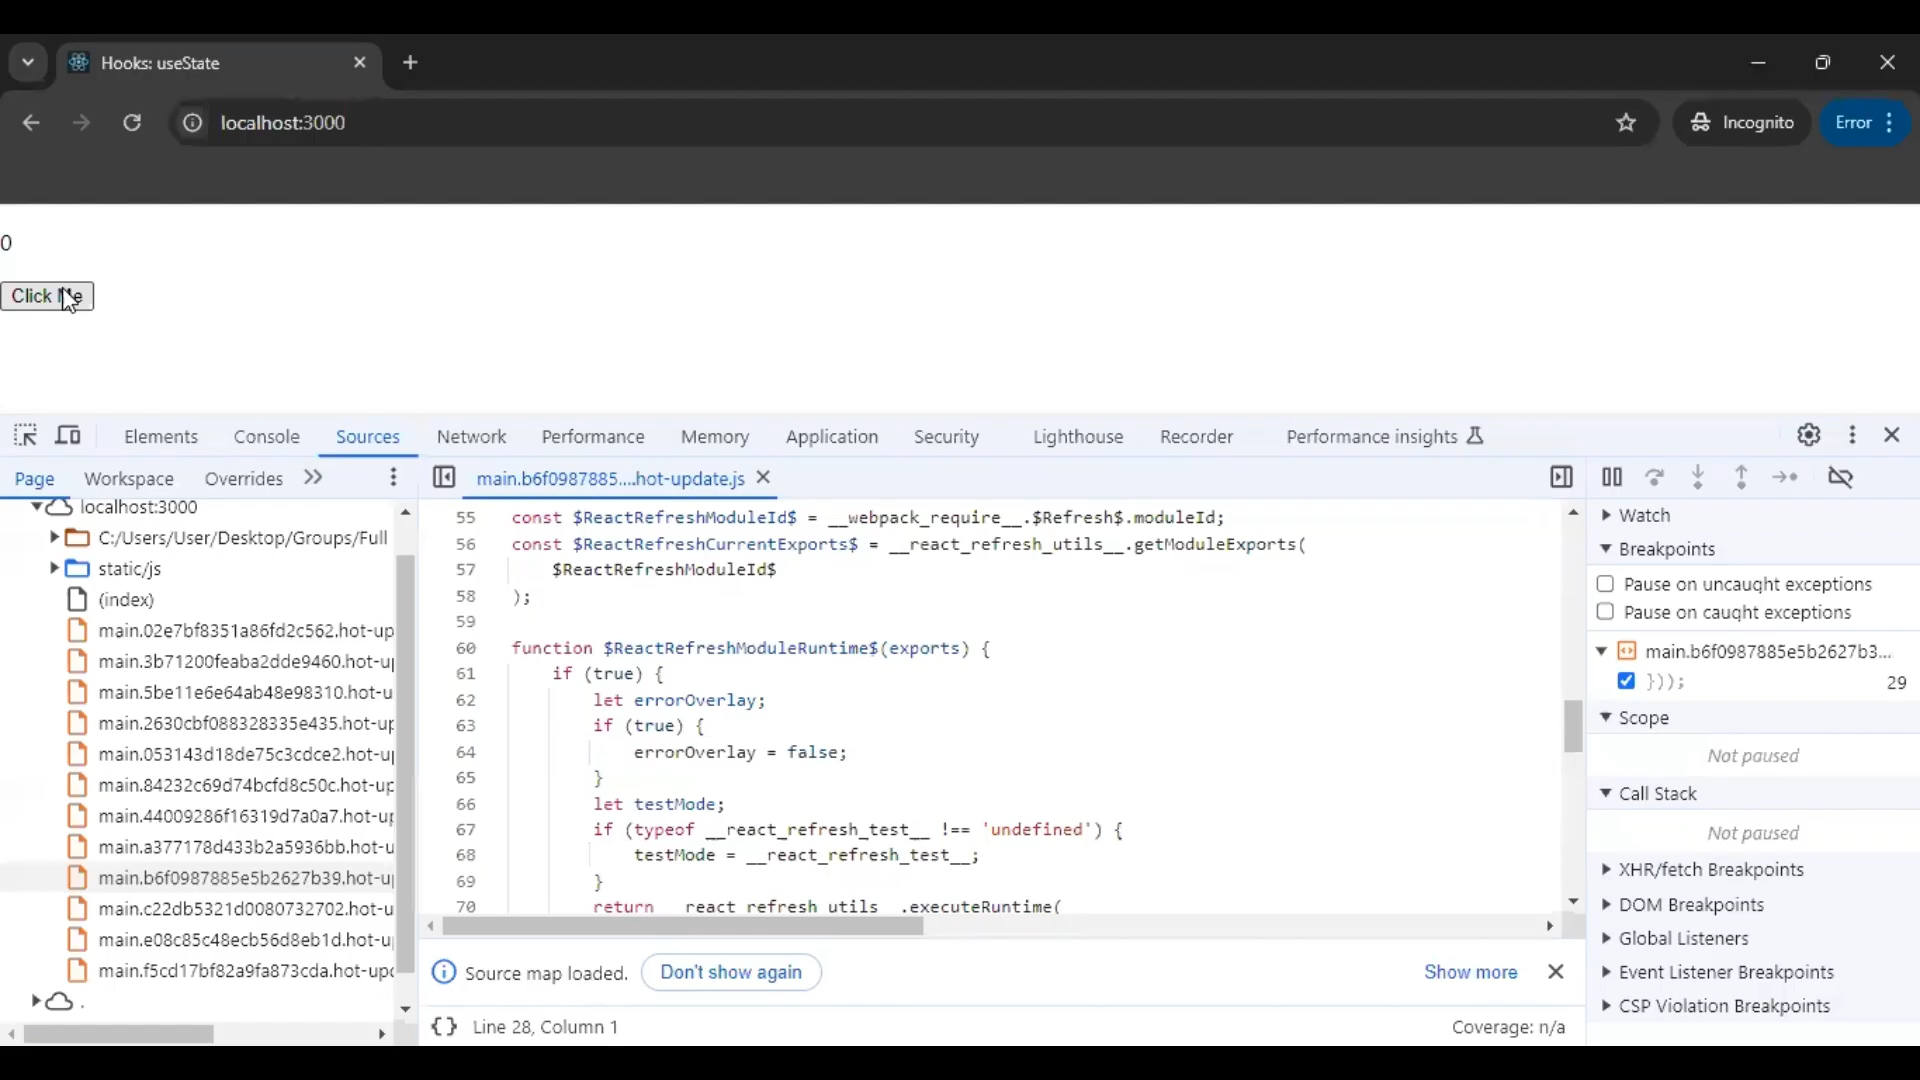 Hooks: useState
localhost:3000
Incognito
Error
0
Click Me
Elements Console Sources Network Performance Memory Application Security Lighthouse Recorder Performance insights
Page Workspace Overrides
localhost:3000
C:/Users/User/Desktop/Groups/Full
static/js
(index)
main.02e7bf8351a86fd2c562.hot-up
main.3b71200feaba2dde9460.hot-u
main.5be11e6e64ab48e98310.hot-u
main.2630cbf088328335e435.hot-up
main.053143d18de75c3cdce2.hot-u
main.84232c69d74bcfd8c50c.hot-up
main.44009286f16319d7a0a7.hot-up
main.a377178d433b2a5936bb.hot-u
main.b6f0987885e5b2627b39.hot-u
main.c22db5321d0080732702.hot-u
main.e08c85c48ecb56d8eb1d.hot-u
main.f5cd17bf82a9fa873cda.hot-upd
.
main.b6f0987885....hot-update.js
55 const $ReactRefreshModuleId$ = __webpack_require__.$Refresh$.moduleId;
56 const $ReactRefreshCurrentExports$ = __react_refresh_utils__.getModuleExports(
57 $ReactRefreshModuleId$
58 );
59
60 function $ReactRefreshModuleRuntime$(exports) {
61 if (true) {
62 let errorOverlay;
63 if (true) {
64 errorOverlay = false;
65 }
66 let testMode;
67 if (typeof __react_refresh_test__ !== 'undefined') {
68 testMode = __react_refresh_test__;
69 }
70 return __react_refresh_utils__.executeRuntime(
Source map loaded. Don't show again Show more
{} Line 28, Column 1 Coverage: n/a
Watch
Breakpoints
Pause on uncaught exceptions
Pause on caught exceptions
main.b6f0987885e5b2627b3...
})); 29
Scope
Not paused
Call Stack
Not paused
XHR/fetch Breakpoints
DOM Breakpoints
Global Listeners
Event Listener Breakpoints
CSP Violation Breakpoints